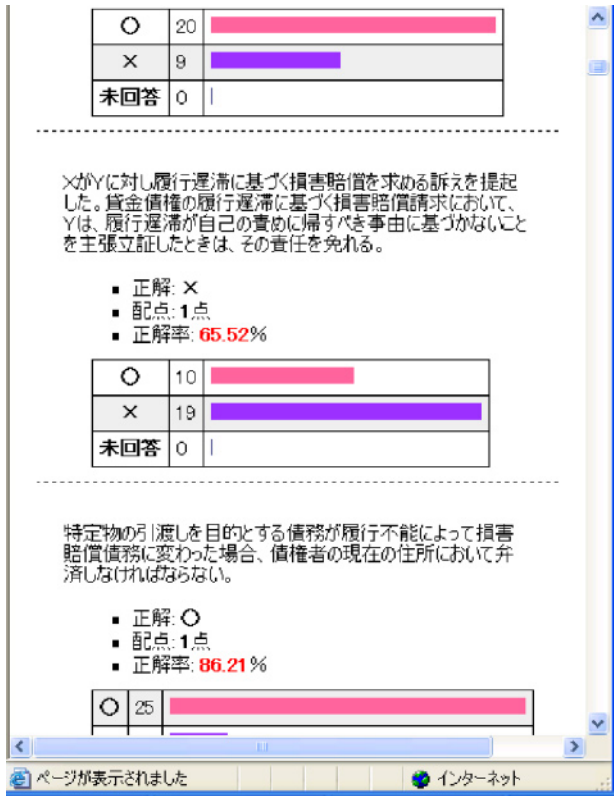 ○ 20
× 9
未回答 0
XがYに対し履行遅滞に基づく損害賠償を求める訴えを提起
した。貸金債権の履行遅滞に基づく損害賠償請求において、
Yは、履行遅滞が自己の責めに帰すべき事由に基づかないこと
を主張立証したときは、その責任を免れる。
■ 正解: ×
■ 配点: 1点
■ 正解率: 65.52%
○ 10
× 19
未回答 0
特定物の引渡しを目的とする債務が履行不能によって損害
賠償債務に変わった場合、債権者の現在の住所において弁
済しなければならない。
■ 正解: ○
■ 配点: 1点
■ 正解率: 86.21%
○ 25
ページが表示されました インターネット